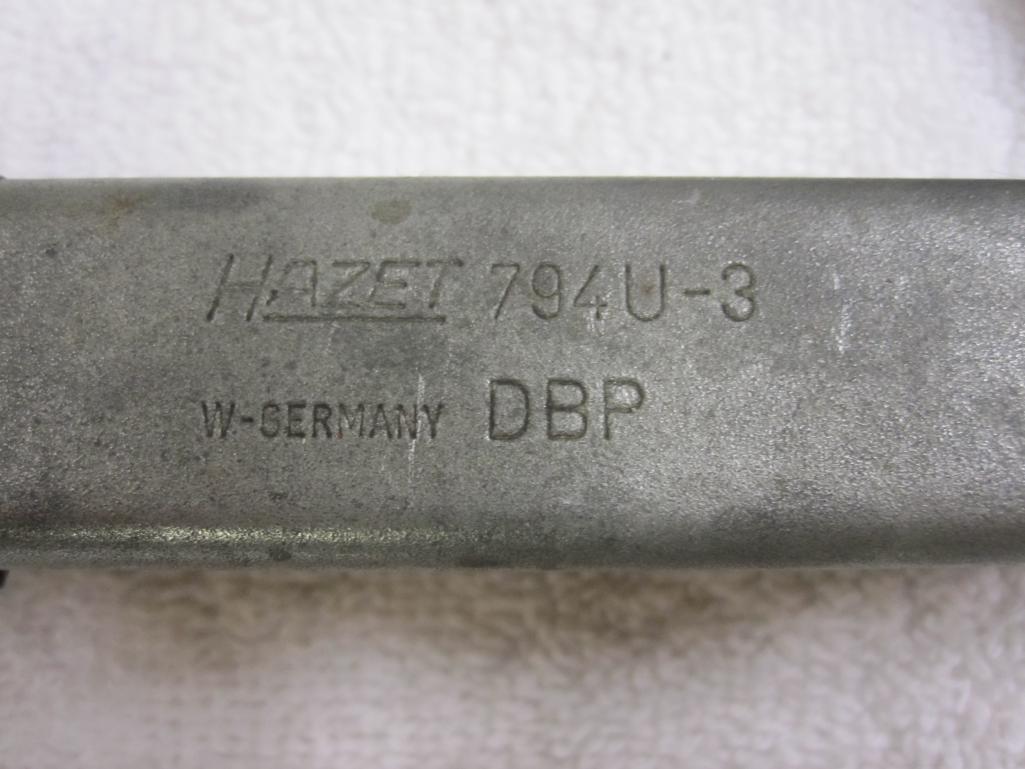 HAZET 794U-3
W-GERMANY DBP